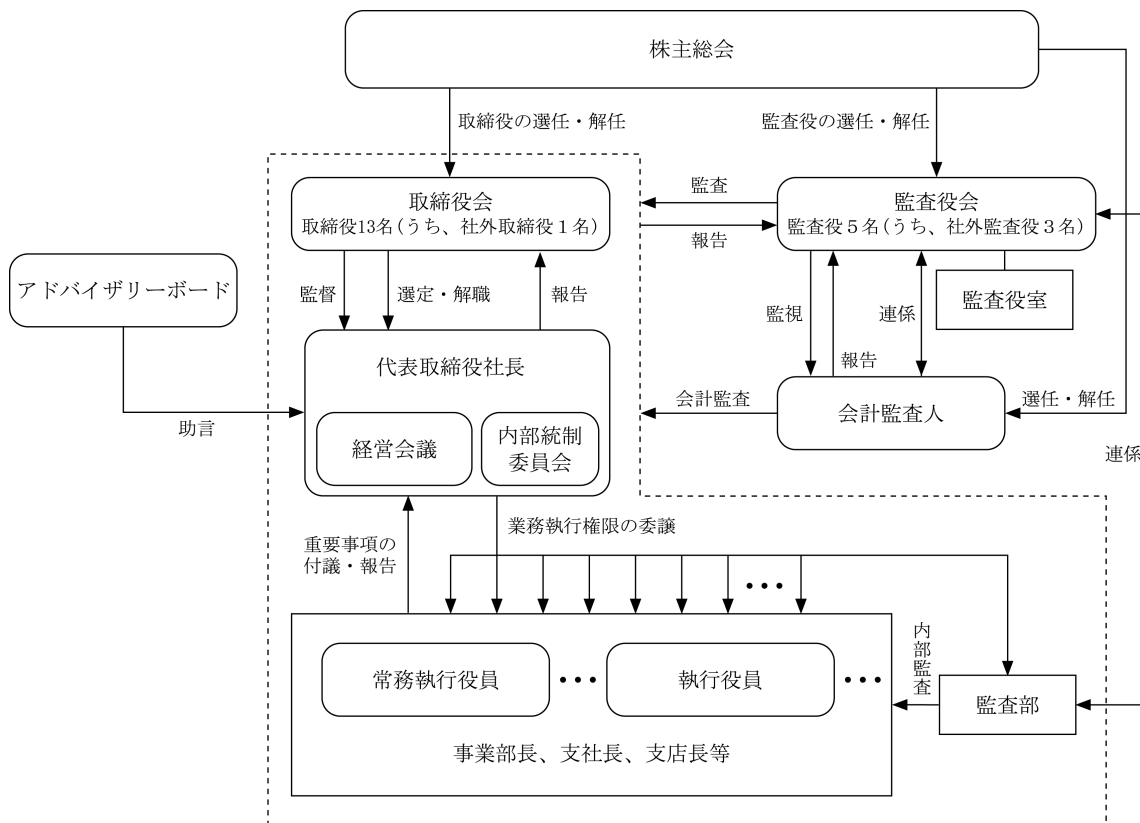 株主総会
取締役の選任・解任
監査役の選任・解任
取締役会
取締役13名(うち、社外取締役1名)
監査
報告
監査役会
監査役5名(うち、社外監査役3名)
アドバイザリーボード
監督
選定・解職
報告
監視
連係
監査役室
報告
代表取締役社長
助言
経営会議
内部統制
委員会
会計監査
会計監査人
選任・解任
連係
業務執行権限の委譲
重要事項の
付議・報告
•••
内部監査
常務執行役員
•••
執行役員
•••
監査部
事業部長、支社長、支店長等